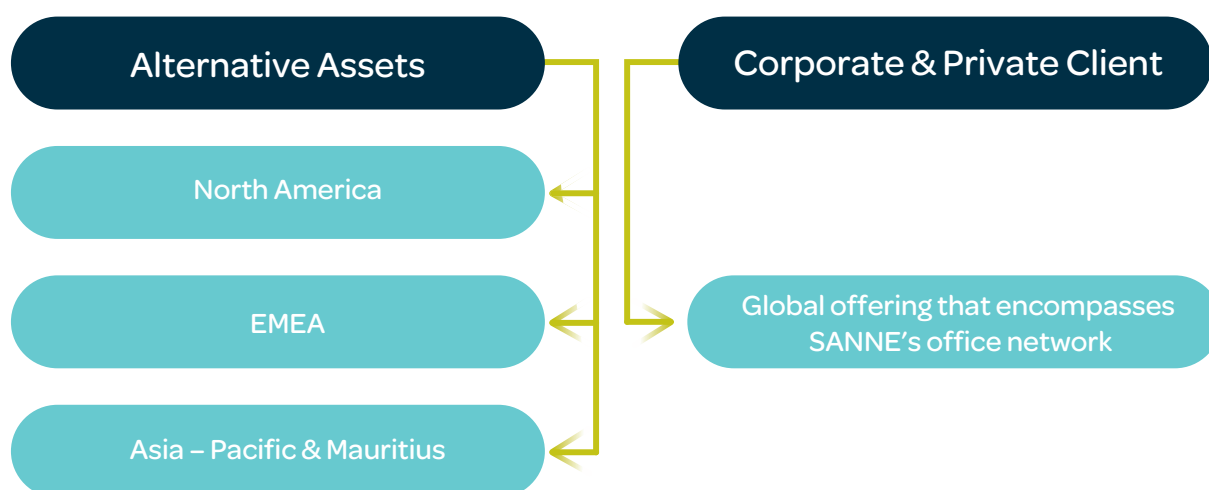 Alternative Assets
North America
EMEA
Asia – Pacific & Mauritius
Corporate & Private Client
Global offering that encompasses
SANNE's office network